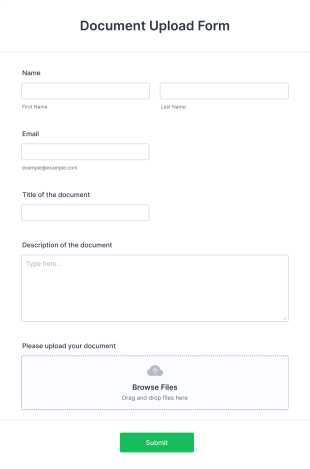 Document Upload Form
Name
First Name Last Name
Email
example@example.com
Title of the document
Description of the document
Type here...
Please upload your document
Browse Files
Drag and drop files here
Submit